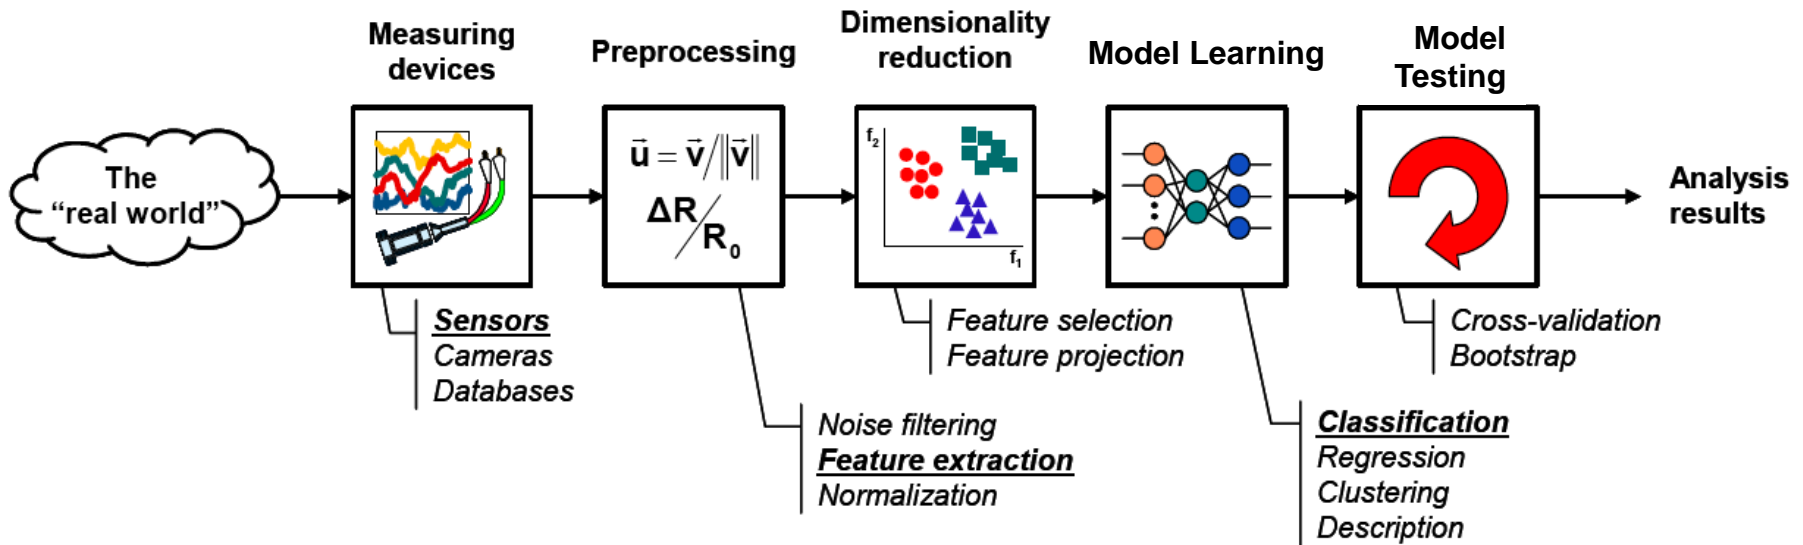 Measuring
devices
Preprocessing
Dimensionality
reduction
Model Learning
Model
Testing
The
“real world”
u⃗ = v⃗/‖v⃗‖
ΔR/R₀
f₂
f₁
Analysis
results
Sensors
Cameras
Databases
Noise filtering
Feature extraction
Normalization
Feature selection
Feature projection
Classification
Regression
Clustering
Description
Cross-validation
Bootstrap